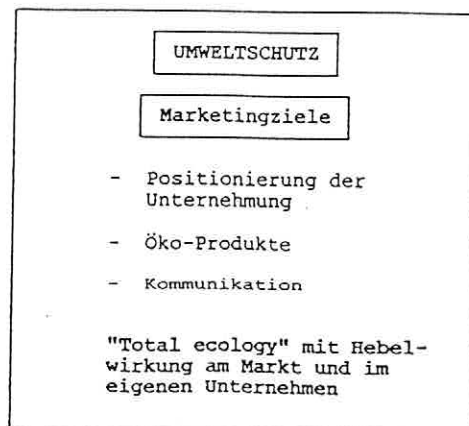 UMWELTSCHUTZ
Marketingziele
- Positionierung der
Unternehmung
- Öko-Produkte
- Kommunikation
"Total ecology" mit Hebel-
wirkung am Markt und im
eigenen Unternehmen